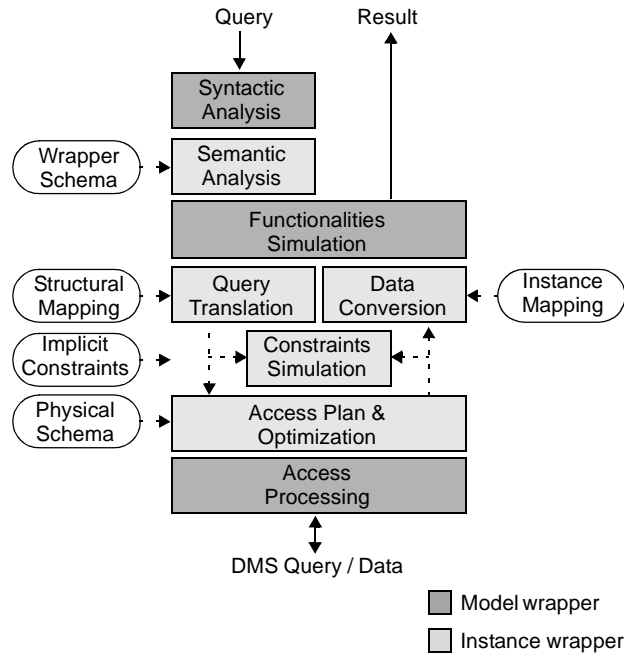 Query
Result
Syntactic
Analysis
Wrapper
Schema
Semantic
Analysis
Functionalities
Simulation
Structural
Mapping
Query
Translation
Data
Conversion
Instance
Mapping
Implicit
Constraints
Constraints
Simulation
Physical
Schema
Access Plan &
Optimization
Access
Processing
DMS Query / Data
Model wrapper
Instance wrapper